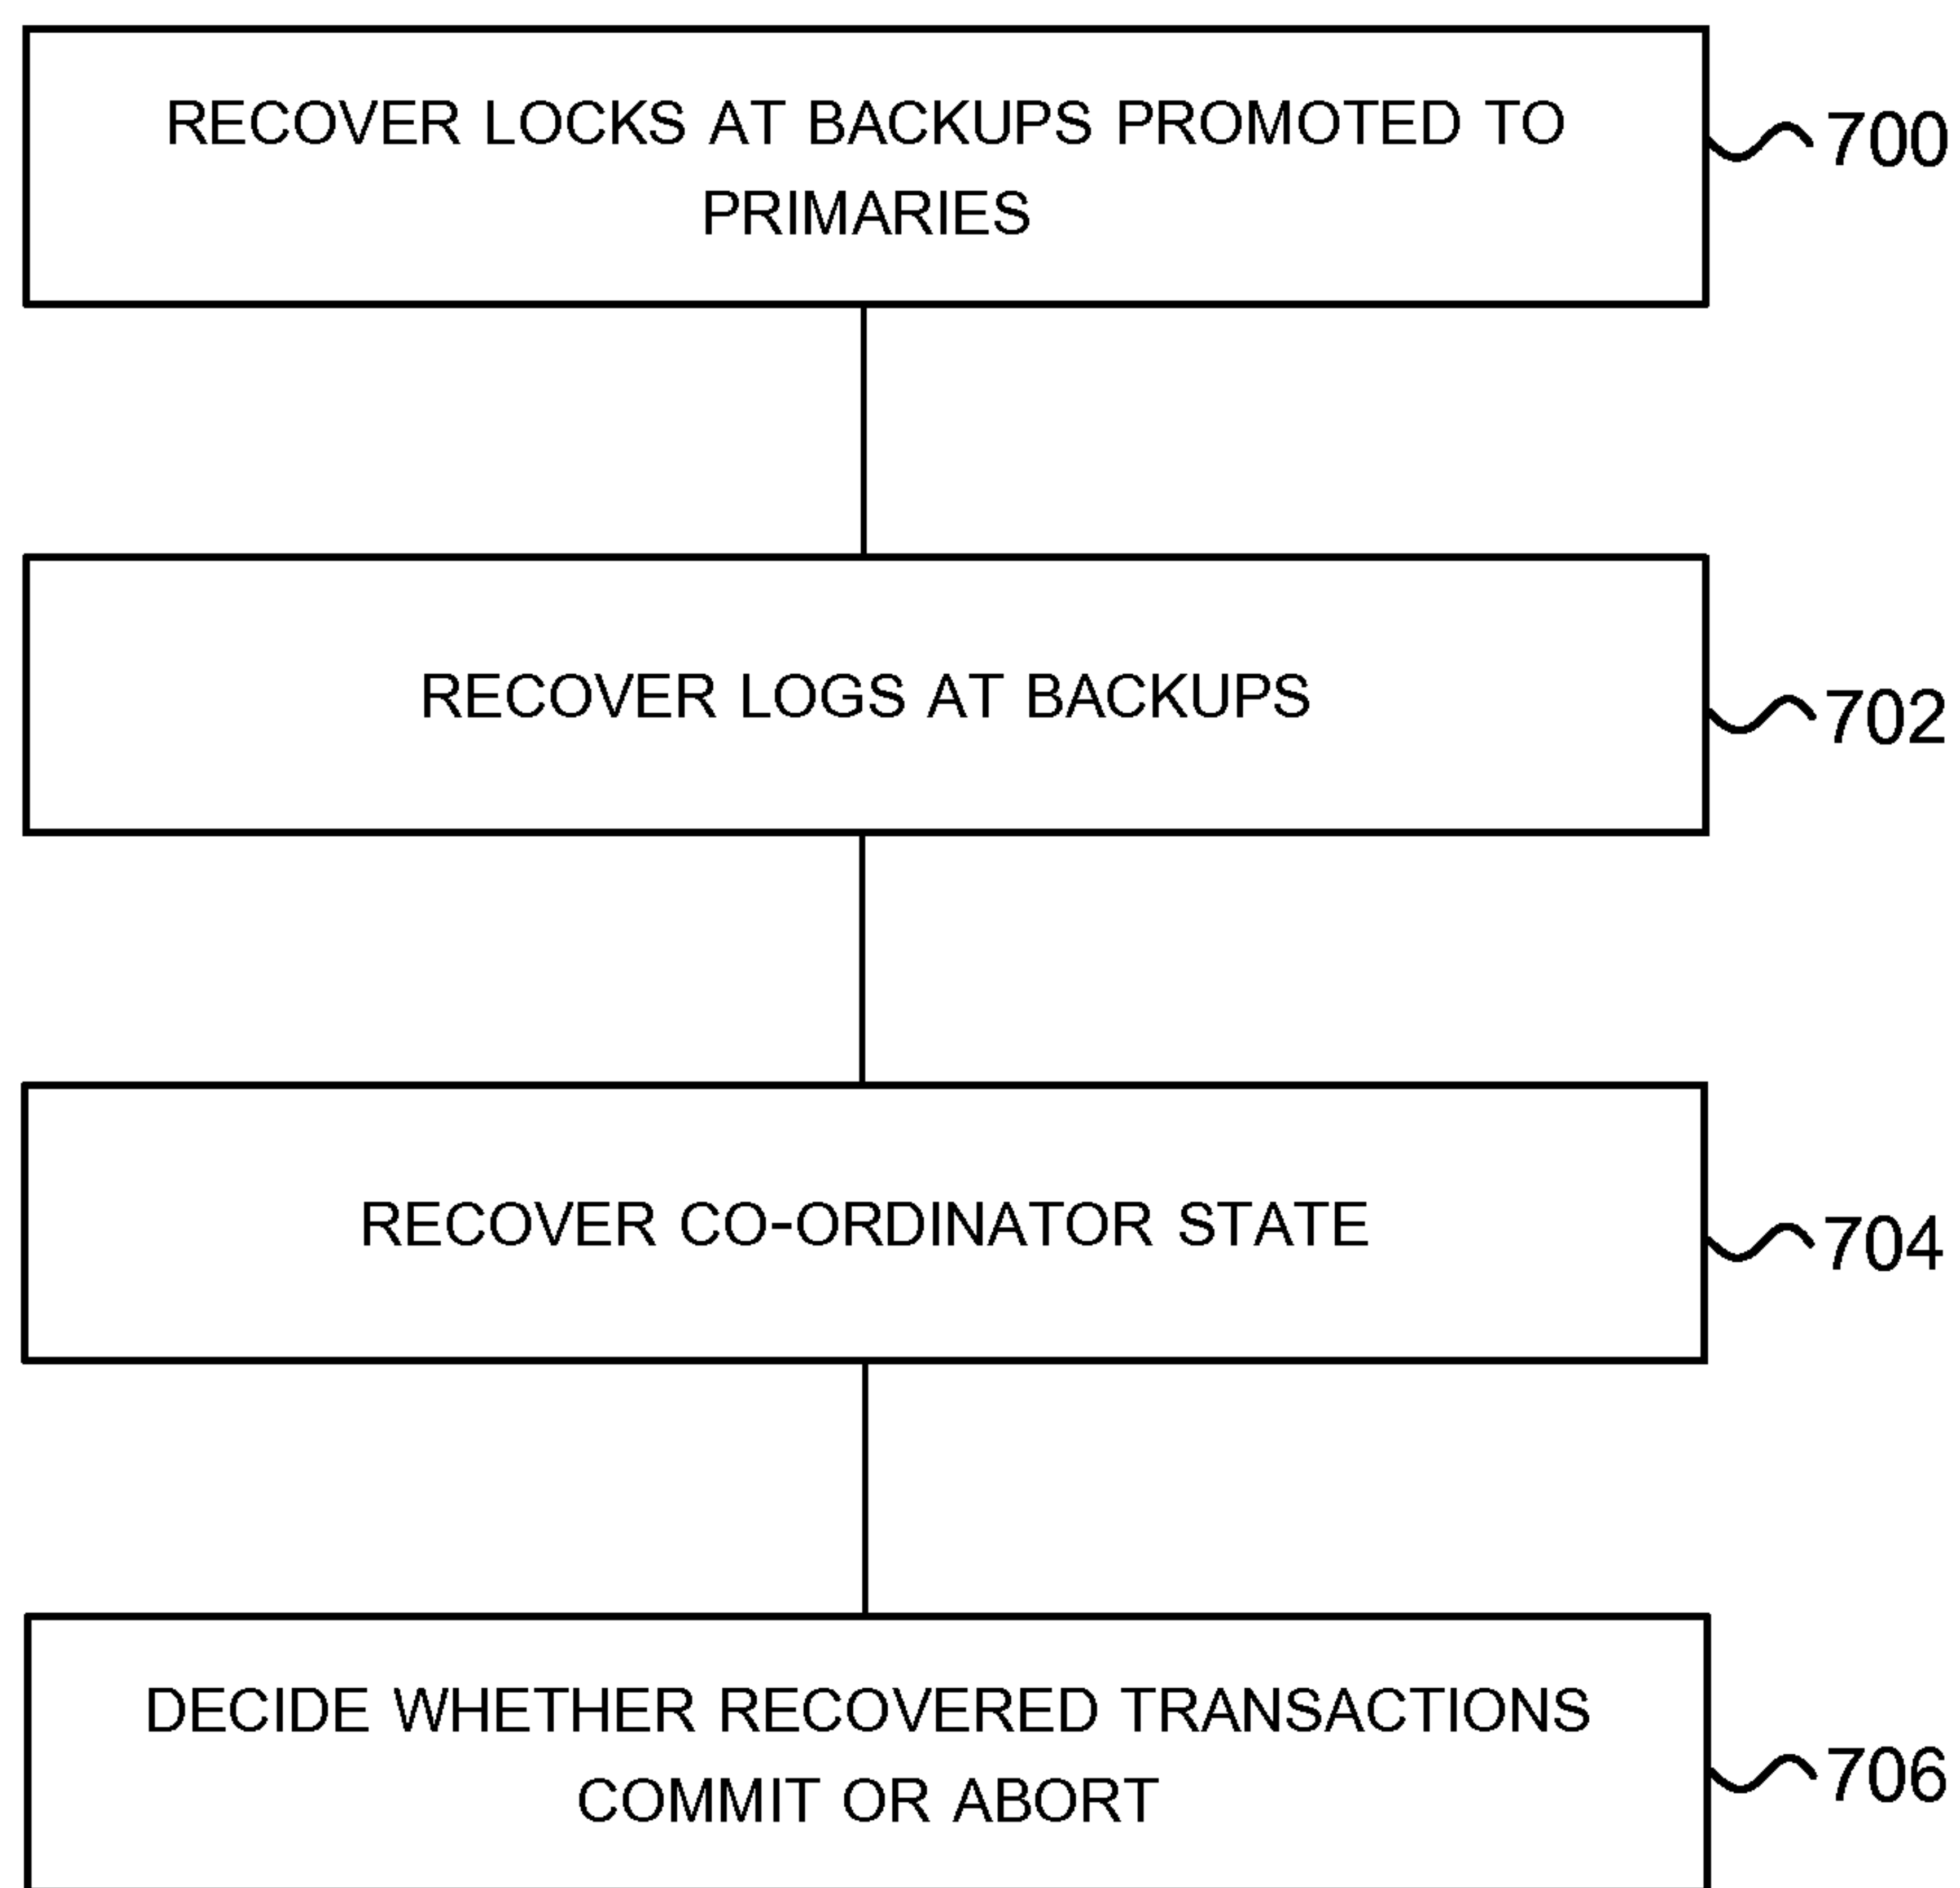 RECOVER LOCKS AT BACKUPS PROMOTED TO
PRIMARIES
700
RECOVER LOGS AT BACKUPS
702
RECOVER CO-ORDINATOR STATE
704
DECIDE WHETHER RECOVERED TRANSACTIONS
COMMIT OR ABORT
706